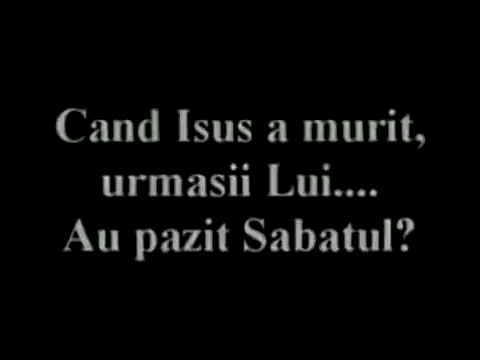 Cand Isus a murit,
urmasii Lui....
Au pazit Sabatul?